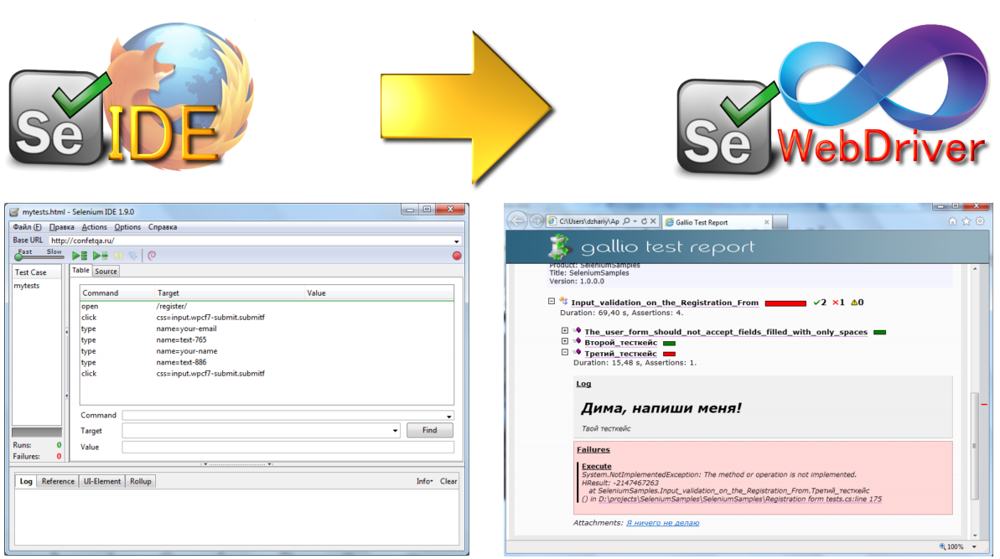 Se IDE
Se WebDriver
mytests.html - Selenium IDE 1.9.0
Файл (F) Правка Actions Options Справка
Base URL http://confetqa.ru/
Fast Slow
Test Case
mytests
Runs: 0
Failures: 0
Table Source
Command Target Value
open /register/
click css=input.wpcf7-submit.submitf
type name=your-email
type name=text-765
type name=your-name
type name=text-886
click css=input.wpcf7-submit.submitf
Command
Target Find
Value
Log Reference UI-Element Rollup Info Clear
C:\Users\dzhariy\Ap Gallio Test Report
gallio test report
Product: SeleniumSamples
Title: SeleniumSamples
Version: 1.0.0.0
Input_validation_on_the_Registration_From 2 ×1 0
Duration: 69,40 s, Assertions: 4.
The_user_form_should_not_accept_fields_filled_with_only_spaces
Второй_тесткейс
Третий_тесткейс
Duration: 15,48 s, Assertions: 1.
Log
Дима, напиши меня!
Твой тесткейс
Failures
Execute
System.NotImplementedException: The method or operation is not implemented.
HResult: -2147467263
at SeleniumSamples.Input_validation_on_the_Registration_From.Третий_тесткейс
() in D:\projects\SeleniumSamples\SeleniumSamples\Registration form tests.cs:line 175
Attachments: Я ничего не делаю
100%